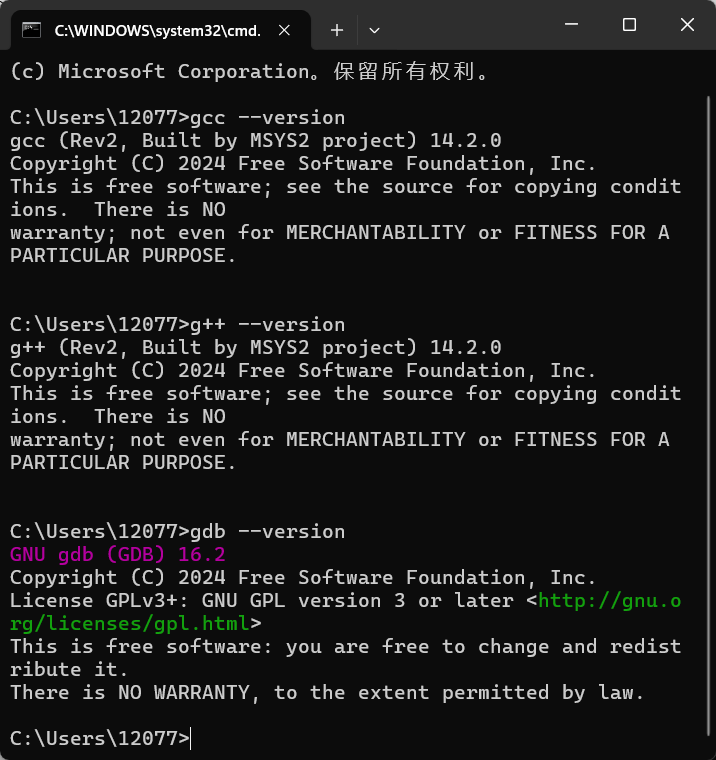 C:\WINDOWS\system32\cmd.
(c) Microsoft Corporation。保留所有权利。
C:\Users\12077>gcc --version
gcc (Rev2, Built by MSYS2 project) 14.2.0
Copyright (C) 2024 Free Software Foundation, Inc.
This is free software; see the source for copying condit
ions.  There is NO
warranty; not even for MERCHANTABILITY or FITNESS FOR A
PARTICULAR PURPOSE.
C:\Users\12077>g++ --version
g++ (Rev2, Built by MSYS2 project) 14.2.0
Copyright (C) 2024 Free Software Foundation, Inc.
This is free software; see the source for copying condit
ions.  There is NO
warranty; not even for MERCHANTABILITY or FITNESS FOR A
PARTICULAR PURPOSE.
C:\Users\12077>gdb --version
GNU gdb (GDB) 16.2
Copyright (C) 2024 Free Software Foundation, Inc.
License GPLv3+: GNU GPL version 3 or later <http://gnu.o
rg/licenses/gpl.html>
This is free software: you are free to change and redist
ribute it.
There is NO WARRANTY, to the extent permitted by law.
C:\Users\12077>